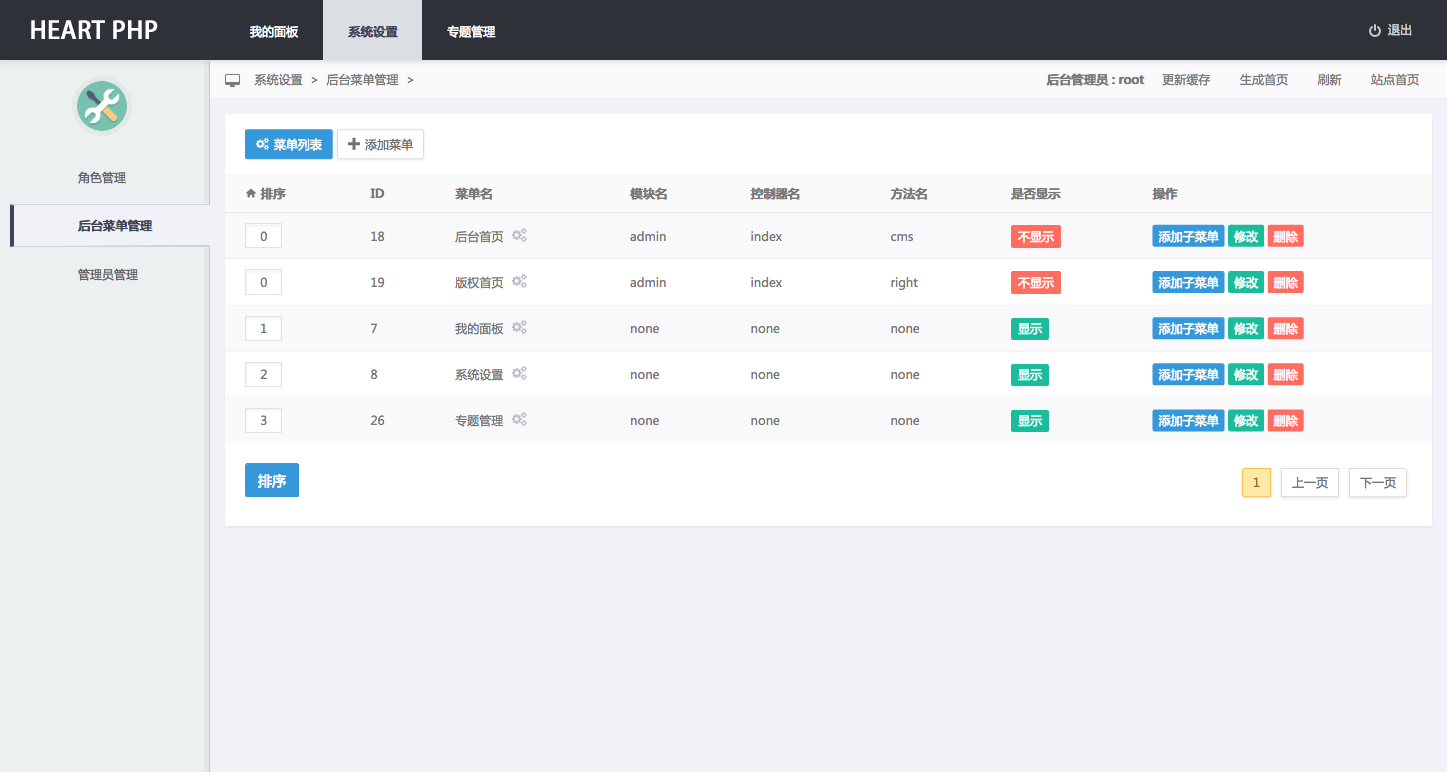 HEART PHP 我的面板 系统设置 专题管理 退出
系统设置 > 后台菜单管理 > 后台管理员 : root 更新缓存 生成首页 刷新 站点首页
角色管理
后台菜单管理
管理员管理
菜单列表 添加菜单
排序 ID 菜单名 模块名 控制器名 方法名 是否显示 操作
0 18 后台首页 admin index cms 不显示 添加子菜单 修改 删除
0 19 版权首页 admin index right 不显示 添加子菜单 修改 删除
1 7 我的面板 none none none 显示 添加子菜单 修改 删除
2 8 系统设置 none none none 显示 添加子菜单 修改 删除
3 26 专题管理 none none none 显示 添加子菜单 修改 删除
排序 1 上一页 下一页